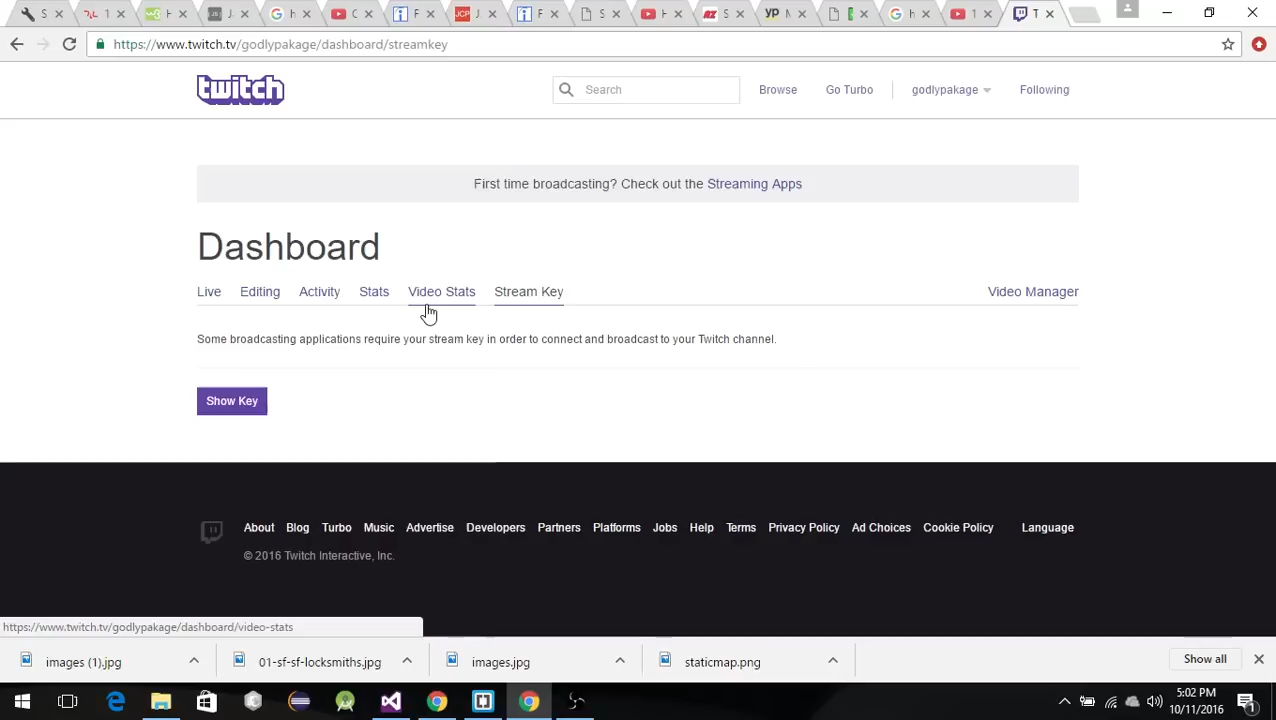 https://www.twitch.tv/godlypakage/dashboard/streamkey
twitch
Search
Browse
Go Turbo
godlypakage
Following
First time broadcasting? Check out the Streaming Apps
Dashboard
Live
Editing
Activity
Stats
Video Stats
Stream Key
Video Manager
Some broadcasting applications require your stream key in order to connect and broadcast to your Twitch channel.
Show Key
About
Blog
Turbo
Music
Advertise
Developers
Partners
Platforms
Jobs
Help
Terms
Privacy Policy
Ad Choices
Cookie Policy
Language
© 2016 Twitch Interactive, Inc.
https://www.twitch.tv/godlypakage/dashboard/video-stats
images (1).jpg
01-sf-sf-locksmiths.jpg
images.jpg
staticmap.png
Show all
5:02 PM
10/11/2016